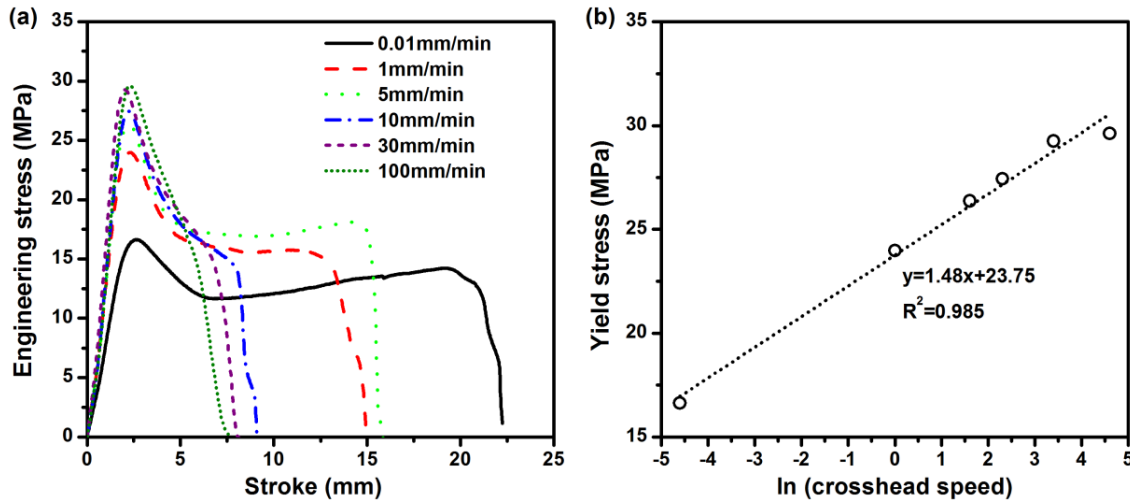 (a)
35
30
25
20
15
10
5
0
Engineering stress (MPa)
0.01mm/min
1mm/min
5mm/min
10mm/min
30mm/min
100mm/min
0 5 10 15 20 25
Stroke (mm)
(b)
35
30
25
20
15
Yield stress (MPa)
y=1.48x+23.75
R²=0.985
-5 -4 -3 -2 -1 0 1 2 3 4 5
ln (crosshead speed)